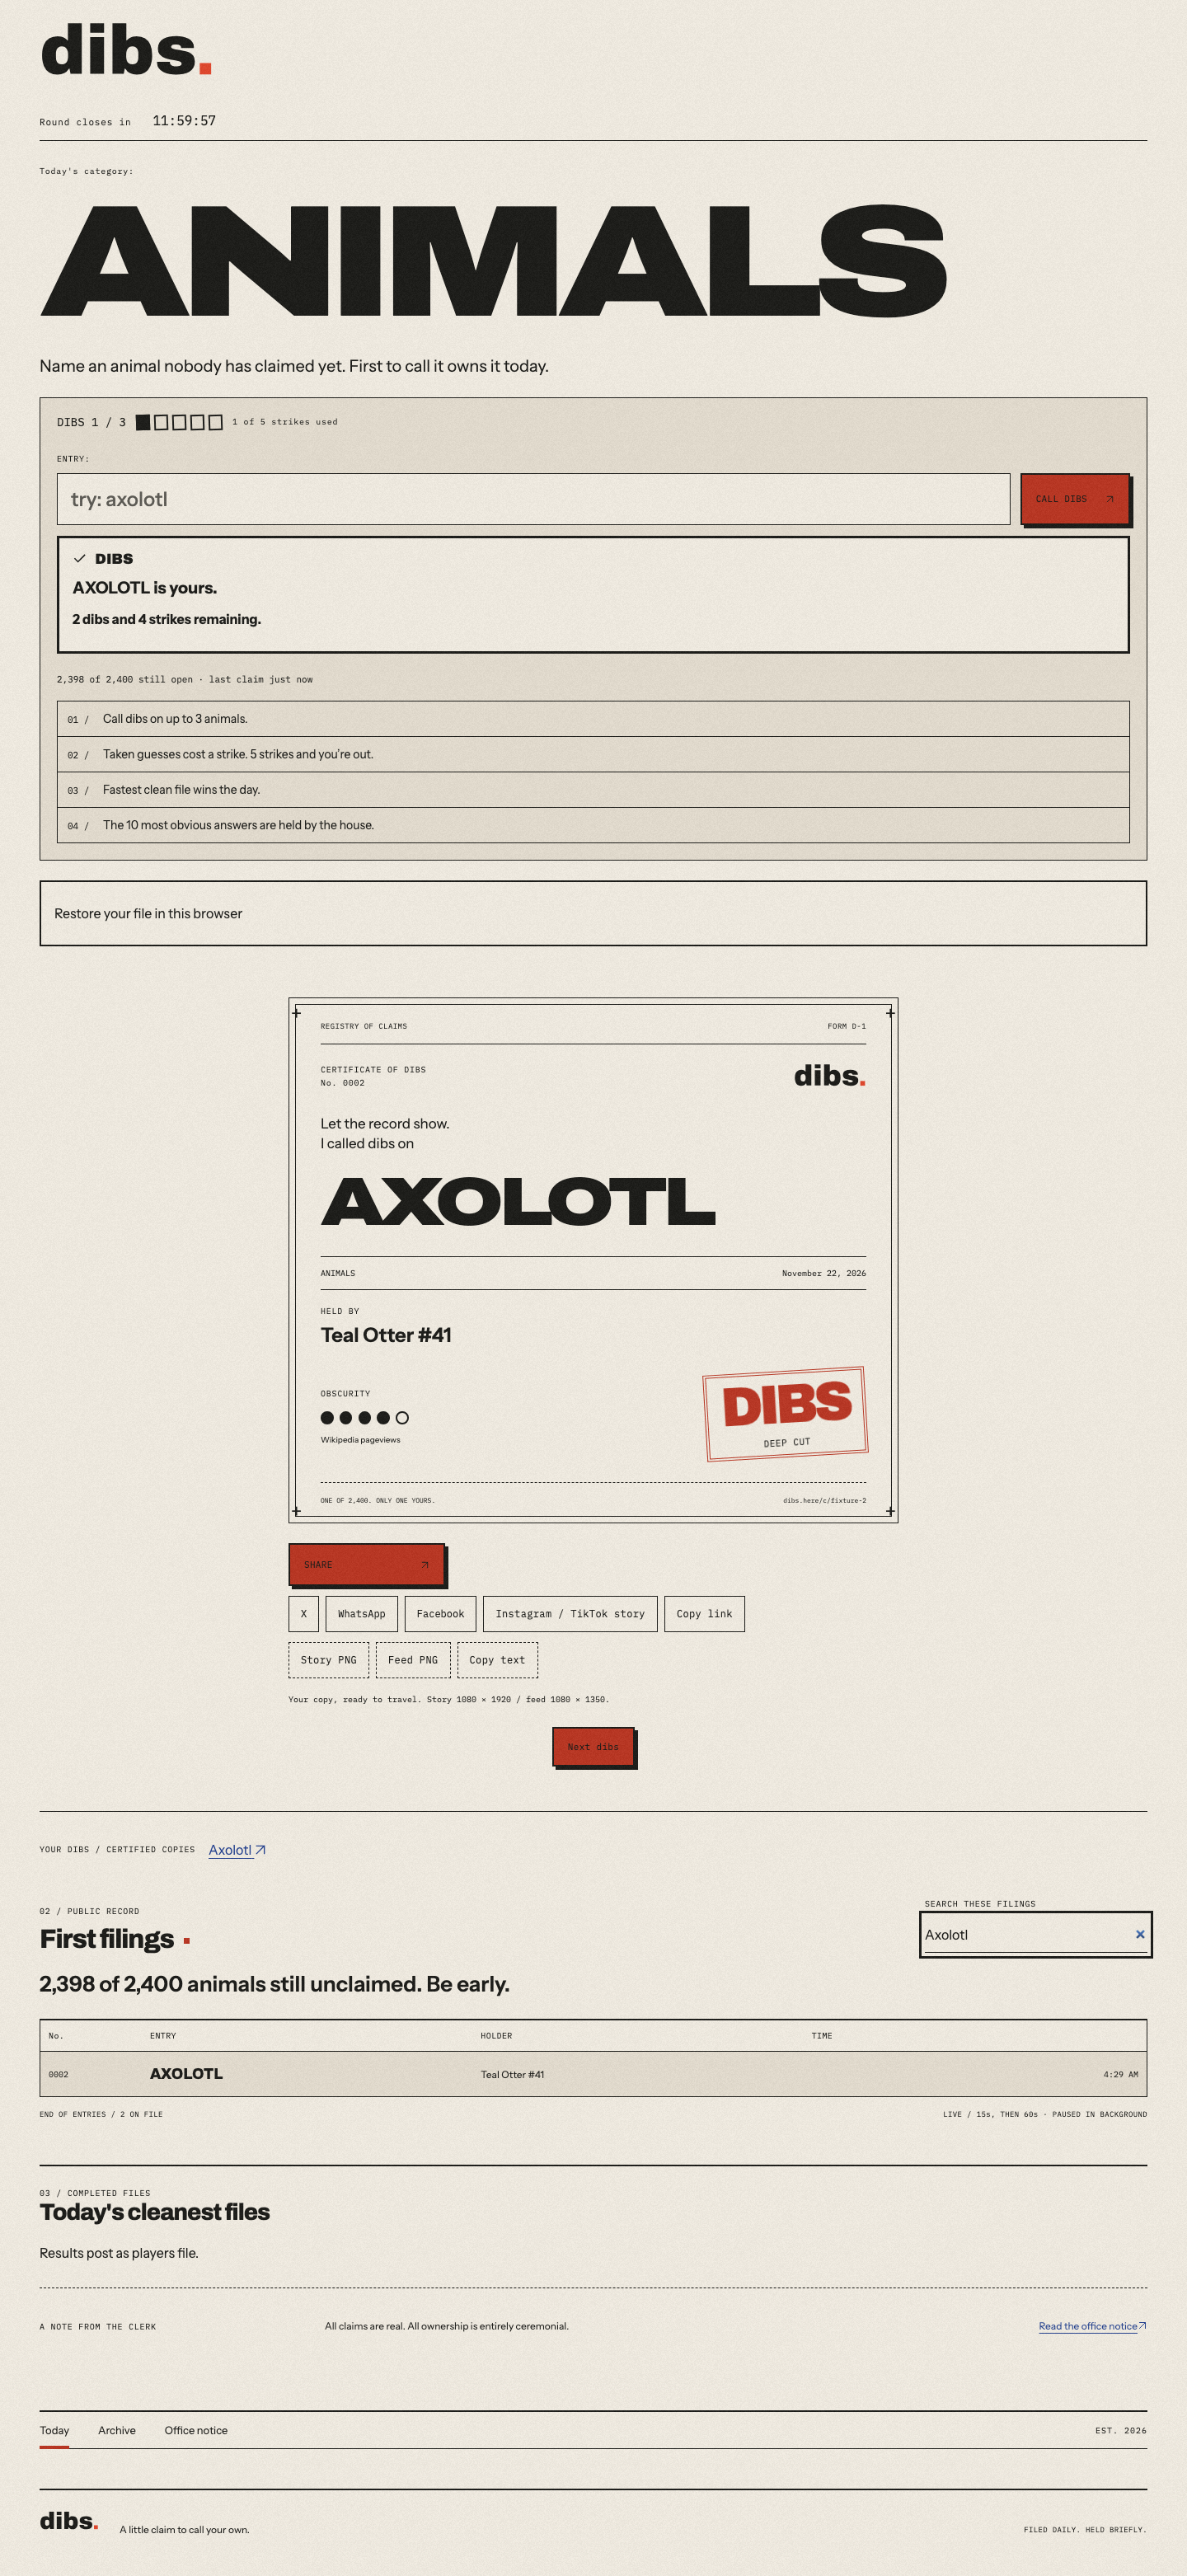 dibs.
Round closes in 11:59:57
Today's category:
ANIMALS
Name an animal nobody has claimed yet. First to call it owns it today.
DIBS 1 / 3 1 of 5 strikes used
ENTRY:
try: axolotl
CALL DIBS
DIBS
AXOLOTL is yours.
2 dibs and 4 strikes remaining.
2,398 of 2,400 still open · last claim just now
01 / Call dibs on up to 3 animals.
02 / Taken guesses cost a strike. 5 strikes and you're out.
03 / Fastest clean file wins the day.
04 / The 10 most obvious answers are held by the house.
Restore your file in this browser
REGISTRY OF CLAIMS FORM D-1
CERTIFICATE OF DIBS
No. 0002
dibs.
Let the record show.
I called dibs on
AXOLOTL
ANIMALS November 22, 2026
HELD BY
Teal Otter #41
OBSCURITY
Wikipedia pageviews
DIBS
DEEP CUT
ONE OF 2,400. ONLY ONE YOURS. dibs.here/c/fixture-2
SHARE
X WhatsApp Facebook Instagram / TikTok story Copy link
Story PNG Feed PNG Copy text
Your copy, ready to travel. Story 1080 × 1920 / feed 1080 × 1350.
Next dibs
YOUR DIBS / CERTIFIED COPIES Axolotl
02 / PUBLIC RECORD
First filings
SEARCH THESE FILINGS
Axolotl
2,398 of 2,400 animals still unclaimed. Be early.
No. ENTRY HOLDER TIME
0002 AXOLOTL Teal Otter #41 4:29 AM
END OF ENTRIES / 2 ON FILE LIVE / 15s, THEN 60s · PAUSED IN BACKGROUND
03 / COMPLETED FILES
Today's cleanest files
Results post as players file.
A NOTE FROM THE CLERK All claims are real. All ownership is entirely ceremonial. Read the office notice
Today Archive Office notice EST. 2026
dibs. A little claim to call your own. FILED DAILY. HELD BRIEFLY.